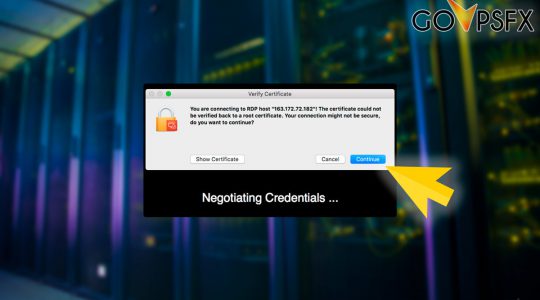 GOVPSFX
Verify Certificate
You are connecting to RDP host "163.172.72.182"! The certificate could not
be verified back to a root certificate. Your connection might not be secure,
do you want to continue?
Show Certificate
Cancel
Continue
Negotiating Credentials ...